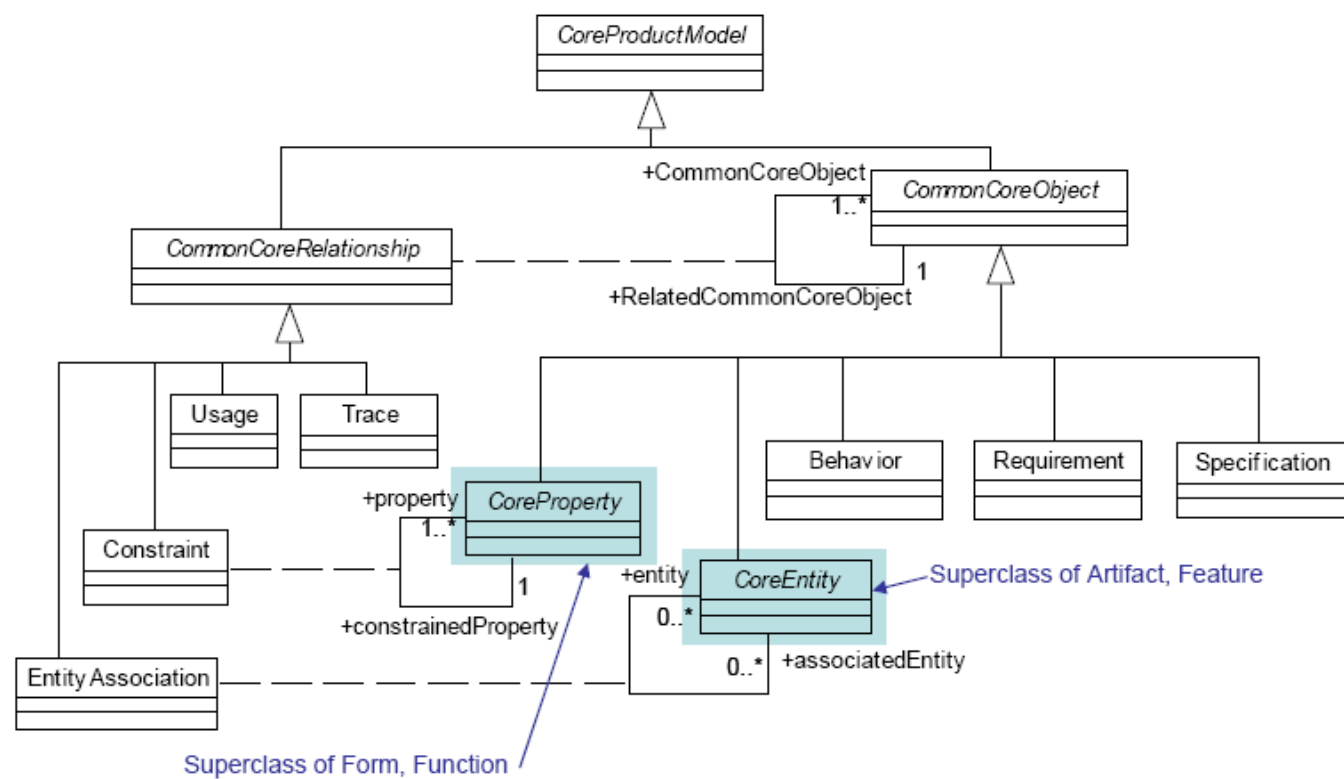 CoreProductModel
+CommonCoreObject
CommonCoreObject
1..*
CommonCoreRelationship
1
+RelatedCommonCoreObject
Usage
Trace
Behavior
Requirement
Specification
+property
CoreProperty
1..*
Constraint
1
+constrainedProperty
+entity
CoreEntity
0..*
Superclass of Artifact, Feature
Entity Association
0..*
+associatedEntity
Superclass of Form, Function